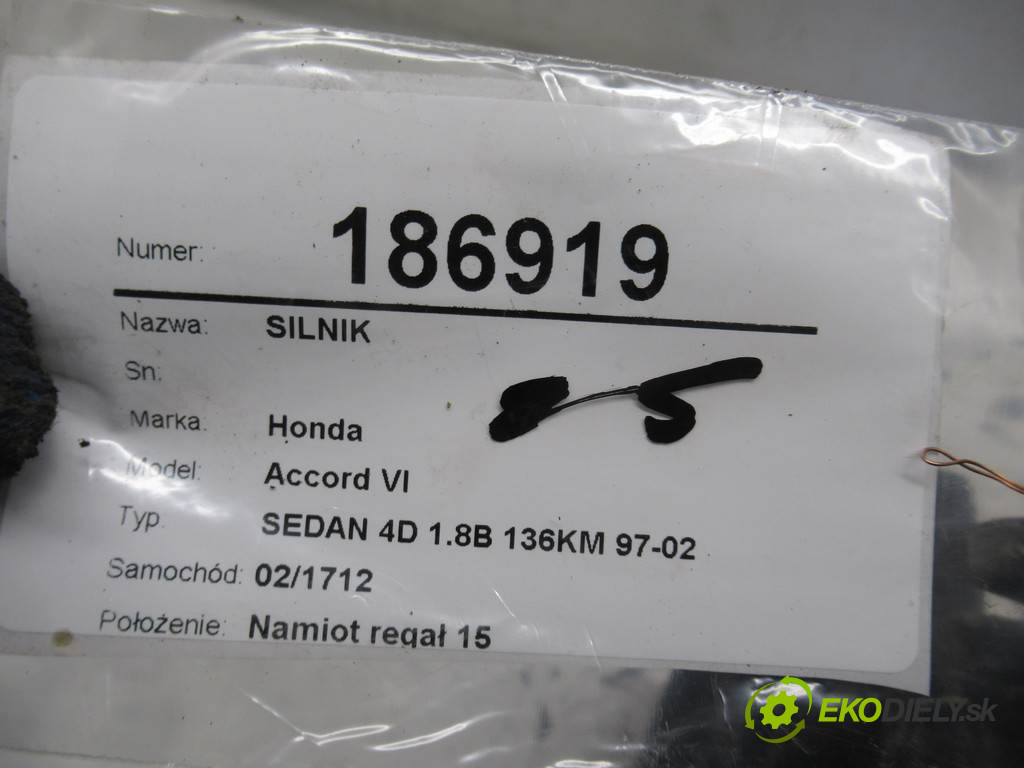 Numer: 186919
Nazwa: SILNIK
Sn:
Marka: Honda
Model: Accord VI
Typ: SEDAN 4D 1.8B 136KM 97-02
Samochód: 02/1712
Położenie: Namiot regał 15
EKODIELY.sk